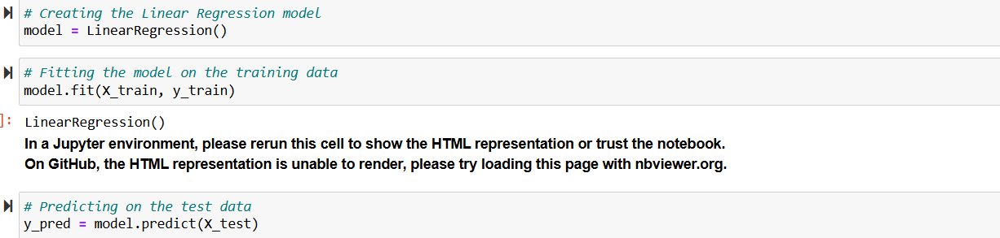 # Creating the Linear Regression model
model = LinearRegression()
# Fitting the model on the training data
model.fit(X_train, y_train)
]: LinearRegression()
In a Jupyter environment, please rerun this cell to show the HTML representation or trust the notebook.
On GitHub, the HTML representation is unable to render, please try loading this page with nbviewer.org.
# Predicting on the test data
y_pred = model.predict(X_test)